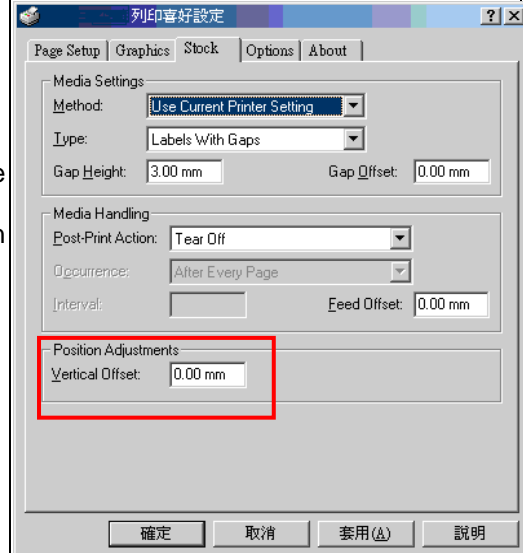 列印喜好設定
Page Setup Graphics Stock Options About
Media Settings
Method: Use Current Printer Setting
Type: Labels With Gaps
Gap Height: 3.00 mm Gap Offset: 0.00 mm
e
Media Handling
n
Post-Print Action: Tear Off
Occurrence: After Every Page
Interval: Feed Offset: 0.00 mm
Position Adjustments
Vertical Offset: 0.00 mm
確定 取消 套用(A) 說明